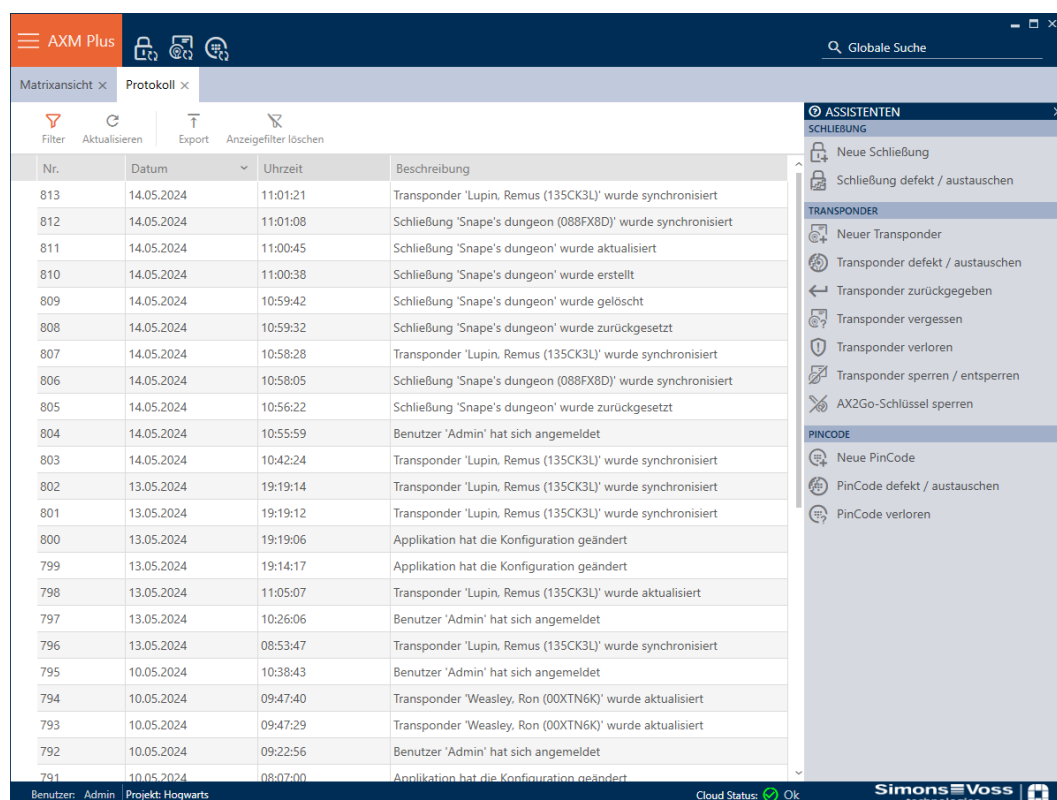 AXM Plus
Globale Suche
Matrixansicht Protokoll
Filter Aktualisieren Export Anzeigefilter löschen
Nr. Datum Uhrzeit Beschreibung
813 14.05.2024 11:01:21 Transponder 'Lupin, Remus (135CK3L)' wurde synchronisiert
812 14.05.2024 11:01:08 Schließung 'Snape's dungeon (088FX8D)' wurde synchronisiert
811 14.05.2024 11:00:45 Schließung 'Snape's dungeon' wurde aktualisiert
810 14.05.2024 11:00:38 Schließung 'Snape's dungeon' wurde erstellt
809 14.05.2024 10:59:42 Schließung 'Snape's dungeon' wurde gelöscht
808 14.05.2024 10:59:32 Schließung 'Snape's dungeon' wurde zurückgesetzt
807 14.05.2024 10:58:28 Transponder 'Lupin, Remus (135CK3L)' wurde synchronisiert
806 14.05.2024 10:58:05 Schließung 'Snape's dungeon (088FX8D)' wurde synchronisiert
805 14.05.2024 10:56:22 Schließung 'Snape's dungeon' wurde zurückgesetzt
804 14.05.2024 10:55:59 Benutzer 'Admin' hat sich angemeldet
803 14.05.2024 10:42:24 Transponder 'Lupin, Remus (135CK3L)' wurde synchronisiert
802 13.05.2024 19:19:14 Transponder 'Lupin, Remus (135CK3L)' wurde synchronisiert
801 13.05.2024 19:19:12 Transponder 'Lupin, Remus (135CK3L)' wurde synchronisiert
800 13.05.2024 19:19:06 Applikation hat die Konfiguration geändert
799 13.05.2024 19:14:17 Applikation hat die Konfiguration geändert
798 13.05.2024 11:05:07 Transponder 'Lupin, Remus (135CK3L)' wurde aktualisiert
797 13.05.2024 10:26:06 Benutzer 'Admin' hat sich angemeldet
796 13.05.2024 08:53:47 Transponder 'Lupin, Remus (135CK3L)' wurde synchronisiert
795 10.05.2024 10:38:43 Benutzer 'Admin' hat sich angemeldet
794 10.05.2024 09:47:40 Transponder 'Weasley, Ron (00XTN6K)' wurde aktualisiert
793 10.05.2024 09:47:29 Transponder 'Weasley, Ron (00XTN6K)' wurde aktualisiert
792 10.05.2024 09:22:56 Benutzer 'Admin' hat sich angemeldet
791 10.05.2024 08:07:00 Applikation hat die Konfiguration geändert
ASSISTENTEN
SCHLIEßUNG
Neue Schließung
Schließung defekt / austauschen
TRANSPONDER
Neuer Transponder
Transponder defekt / austauschen
Transponder zurückgegeben
Transponder vergessen
Transponder verloren
Transponder sperren / entsperren
AX2Go-Schlüssel sperren
PINCODE
Neue PinCode
PinCode defekt / austauschen
PinCode verloren
Benutzer: Admin Projekt: Hogwarts Cloud Status: Ok Simons Voss
technologies